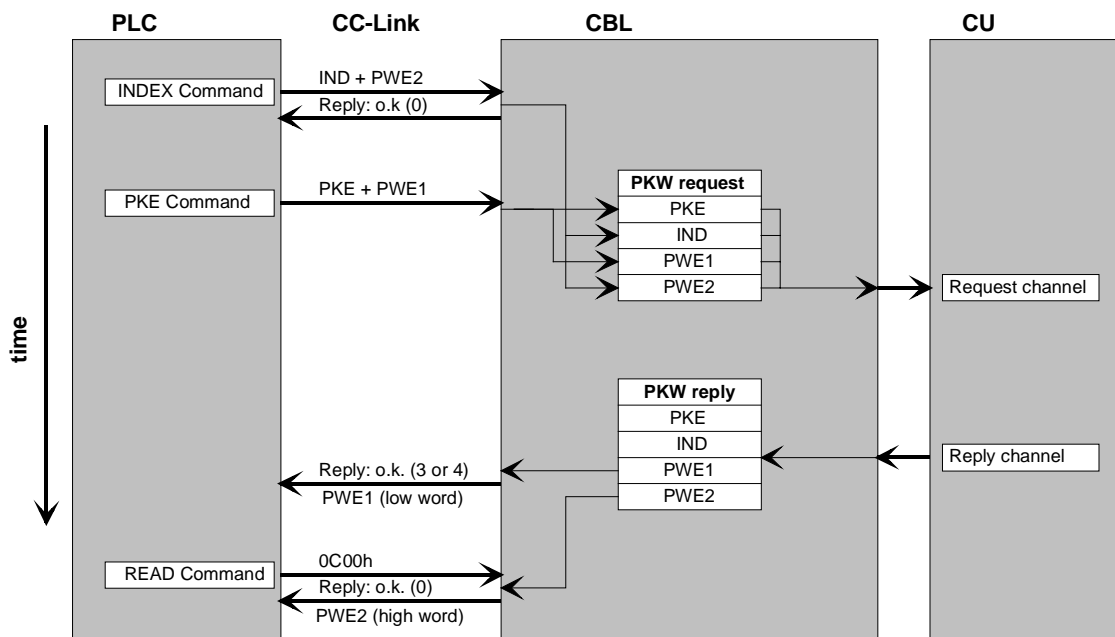 PLC
CC-Link
CBL
CU
INDEX Command
IND + PWE2
Reply: o.k (0)
PKE Command
PKE + PWE1
PKW request
PKE
IND
PWE1
PWE2
Request channel
time
PKW reply
PKE
IND
PWE1
PWE2
Reply channel
Reply: o.k. (3 or 4)
PWE1 (low word)
READ Command
0C00h
Reply: o.k. (0)
PWE2 (high word)